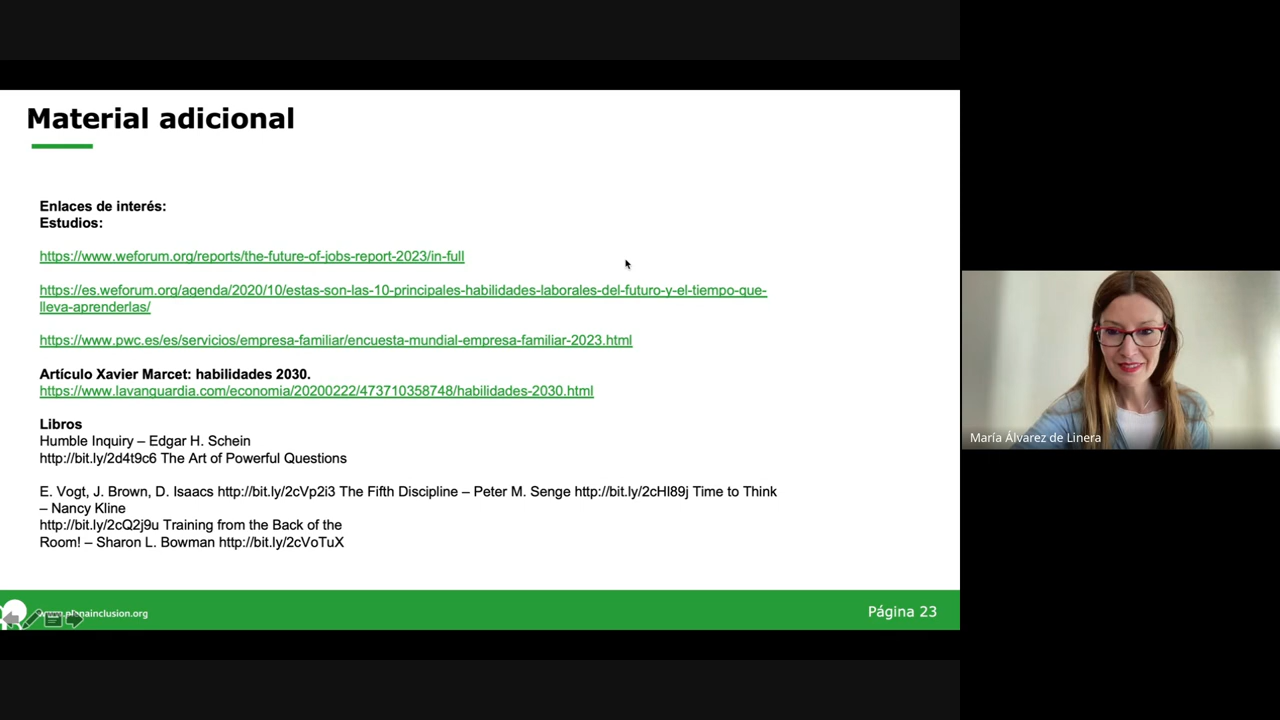 Material adicional
Enlaces de interés:
Estudios:
https://www.weforum.org/reports/the-future-of-jobs-report-2023/in-full
https://es.weforum.org/agenda/2020/10/estas-son-las-10-principales-habilidades-laborales-del-futuro-y-el-tiempo-que-
lleva-aprenderlas/
https://www.pwc.es/es/servicios/empresa-familiar/encuesta-mundial-empresa-familiar-2023.html
Artículo Xavier Marcet: habilidades 2030.
https://www.lavanguardia.com/economia/20200222/473710358748/habilidades-2030.html
Libros
Humble Inquiry – Edgar H. Schein
http://bit.ly/2d4t9c6 The Art of Powerful Questions
E. Vogt, J. Brown, D. Isaacs http://bit.ly/2cVp2i3 The Fifth Discipline – Peter M. Senge http://bit.ly/2cHl89j Time to Think
– Nancy Kline
http://bit.ly/2cQ2j9u Training from the Back of the
Room! – Sharon L. Bowman http://bit.ly/2cVoTuX
www.plenainclusion.org
Página 23
María Álvarez de Linera